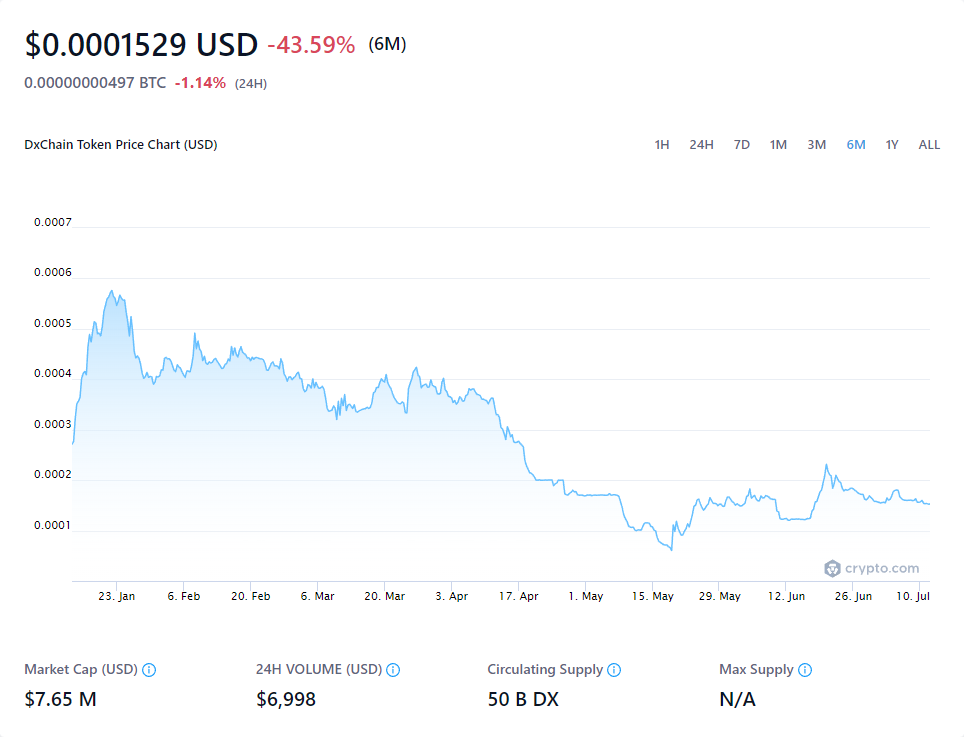 $0.0001529 USD -43.59% (6M)
0.00000000497 BTC -1.14% (24H)
DxChain Token Price Chart (USD) 1H 24H 7D 1M 3M 6M 1Y ALL
0.0007
0.0006
0.0005
0.0004
0.0003
0.0002
0.0001
crypto.com
23. Jan 6. Feb 20. Feb 6. Mar 20. Mar 3. Apr 17. Apr 1. May 15. May 29. May 12. Jun 26. Jun 10. Jul
Market Cap (USD) 24H VOLUME (USD) Circulating Supply Max Supply
$7.65 M $6,998 50 B DX N/A